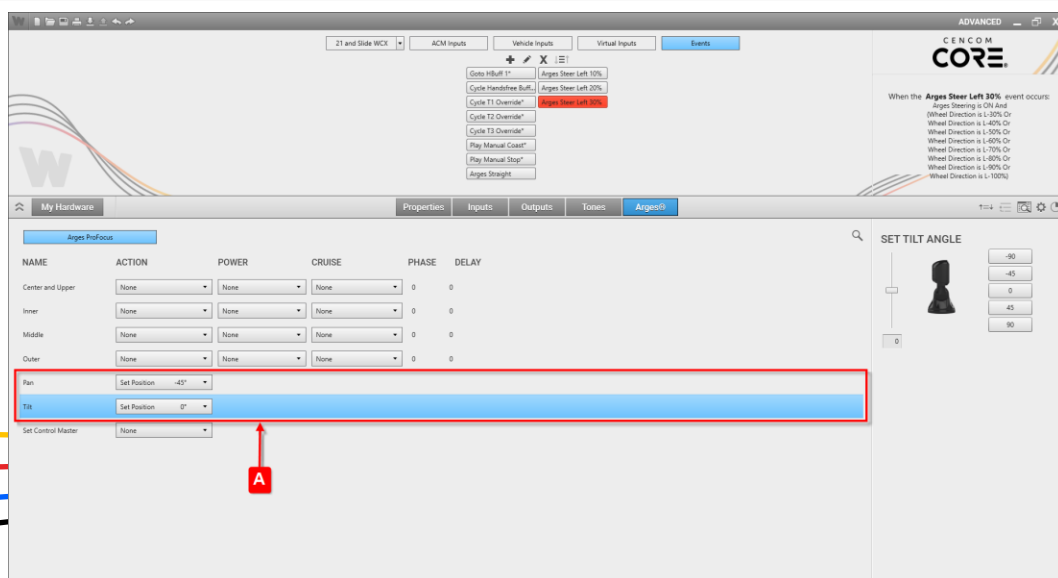 W
ADVANCED
21 and Slide WCX
ACM Inputs
Vehicle Inputs
Virtual Inputs
Events
Goto HBuff 1*
Arges Steer Left 10%
Cycle Handsfree Buff...
Arges Steer Left 20%
Cycle T1 Override*
Arges Steer Left 30%
Cycle T2 Override*
Cycle T3 Override*
Play Manual Coast*
Play Manual Stop*
Arges Straight
W
CENCOM
CORE®
When the Arges Steer Left 30% event occurs:
Arges Steering is ON And
(Wheel Direction is L-30% Or
Wheel Direction is L-40% Or
Wheel Direction is L-50% Or
Wheel Direction is L-60% Or
Wheel Direction is L-70% Or
Wheel Direction is L-80% Or
Wheel Direction is L-90% Or
Wheel Direction is L-100%)
My Hardware
Properties
Inputs
Outputs
Tones
Arges®
Arges ProFocus
NAME ACTION POWER CRUISE PHASE DELAY
Center and Upper None None None 0 0
Inner None None None 0 0
Middle None None None 0 0
Outer None None None 0 0
Pan Set Position -45°
Tilt Set Position 0°
Set Control Master None
A
SET TILT ANGLE
-90
-45
0
45
90
0